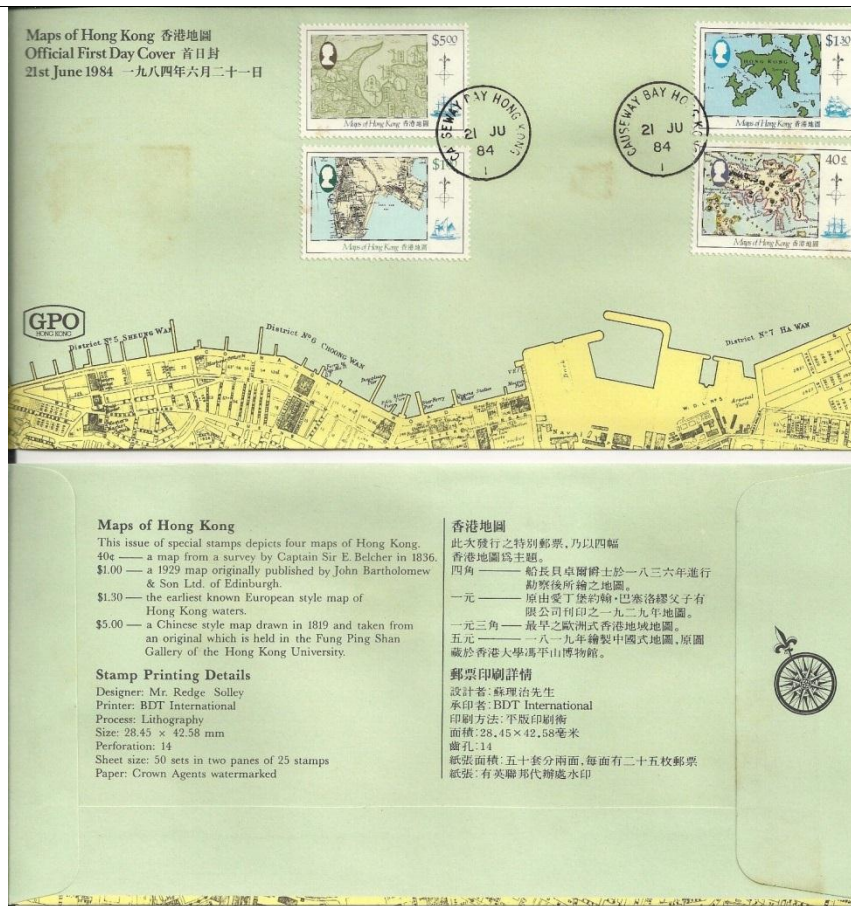 Maps of Hong Kong 香港地圖
Official First Day Cover 首日封
21st June 1984 一九八四年六月二十一日
$5.00
Maps of Hong Kong 香港地圖
$1.30
HONG KONG
Maps of Hong Kong 香港地圖
CAUSEWAY BAY HONG KONG
21 JU
84
1
CAUSEWAY BAY HONG KONG
21 JU
84
1
Maps of Hong Kong 香港地圖
40¢
Maps of Hong Kong 香港地圖
GPO
HONG KONG
District Nº 5 SHEUNG WAN
District Nº 6 CHOONG WAN
District Nº 7 HA WAN
Pier
Naval
Arsenal
Yard
Maps of Hong Kong
This issue of special stamps depicts four maps of Hong Kong.
40¢ — a map from a survey by Captain Sir E. Belcher in 1836.
$1.00 — a 1929 map originally published by John Bartholomew
& Son Ltd. of Edinburgh.
$1.30 — the earliest known European style map of
Hong Kong waters.
$5.00 — a Chinese style map drawn in 1819 and taken from
an original which is held in the Fung Ping Shan
Gallery of the Hong Kong University.
Stamp Printing Details
Designer: Mr. Redge Solley
Printer: BDT International
Process: Lithography
Size: 28.45 × 42.58 mm
Perforation: 14
Sheet size: 50 sets in two panes of 25 stamps
Paper: Crown Agents watermarked
香港地圖
此次發行之特別郵票，乃以四幅
香港地圖爲主題。
四角 — 船長貝卓爾爵士於一八三六年進行
勘察後所繪之地圖。
一元 — 原由愛丁堡約翰·巴塞洛繆父子有
限公司刊印之一九二九年地圖。
一元三角 — 最早之歐洲式香港地域地圖。
五元 — 一八一九年繪製中國式地圖，原圖
藏於香港大學馮平山博物館。
郵票印刷詳情
設計者：蘇理治先生
承印者：BDT International
印刷方法：平版印刷術
面積：28.45×42.58毫米
齒孔：14
紙張面積：五十套分兩面，每面有二十五枚郵票
紙張：有英聯邦代辦處水印